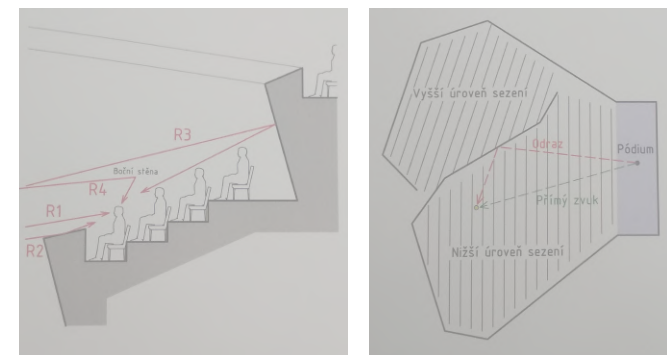 R3
Boční stěna
R4
R1
R2
Vyšší úroveň sezení
Odraz
Pódium
Přímý zvuk
Nižší úroveň sezení